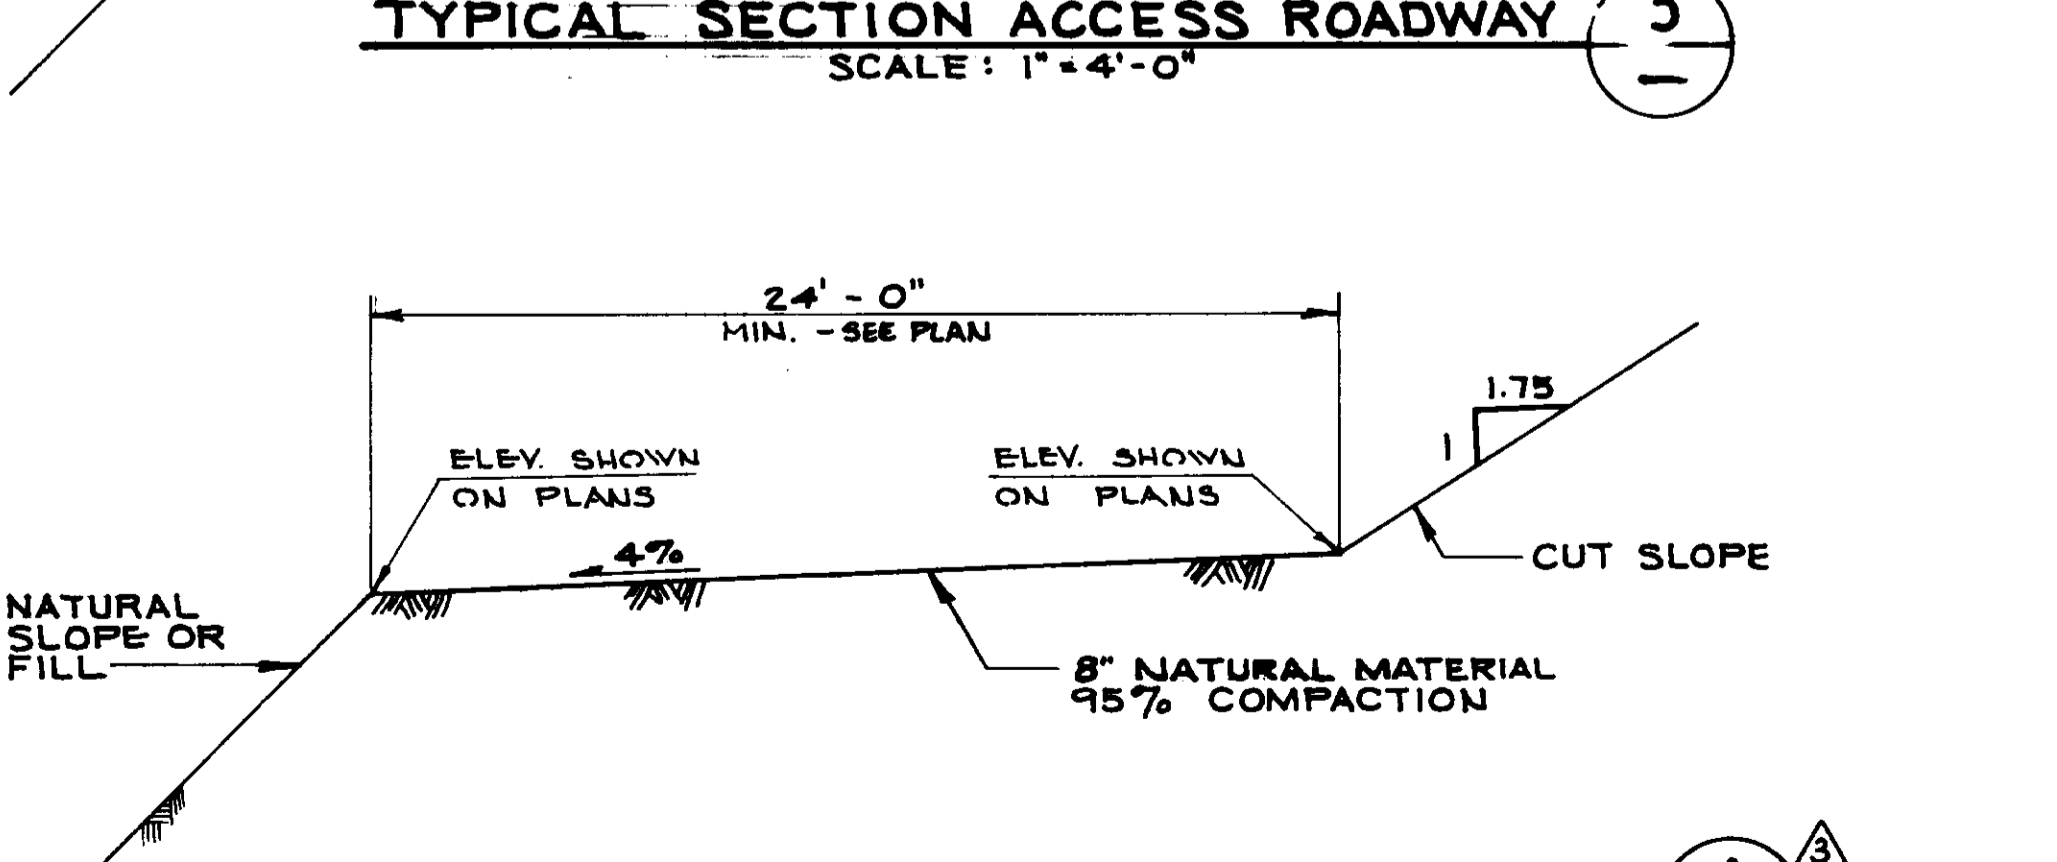 TYPICAL SECTION ACCESS ROADWAY
SCALE: 1" = 4'-0"
24' - 0"
MIN. - SEE PLAN
1.75
1
ELEV. SHOWN
ON PLANS
ELEV. SHOWN
ON PLANS
4%
CUT SLOPE
NATURAL
SLOPE OR
FILL
8" NATURAL MATERIAL
95% COMPACTION
3